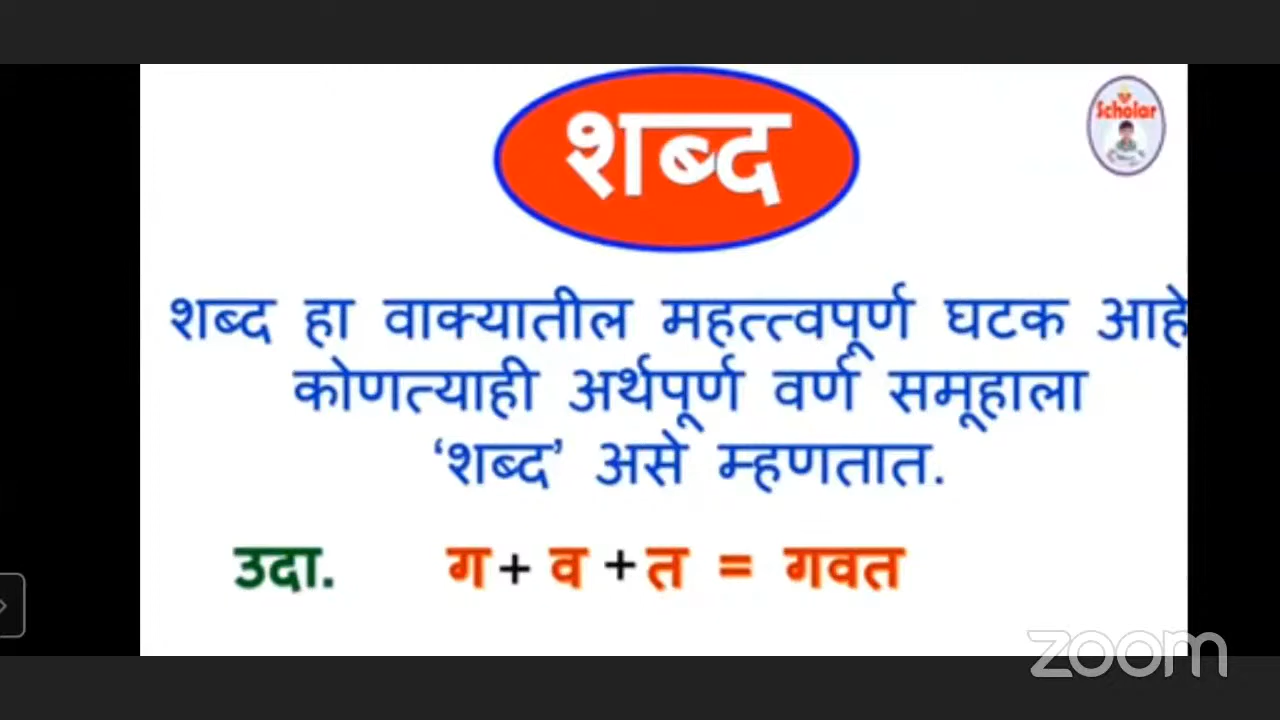 शब्द
Scholar
शब्द हा वाक्यातील महत्त्वपूर्ण घटक आहे
कोणत्याही अर्थपूर्ण वर्ण समूहाला
‘शब्द’ असे म्हणतात.
उदा. ग + व + त = गवत
zoom